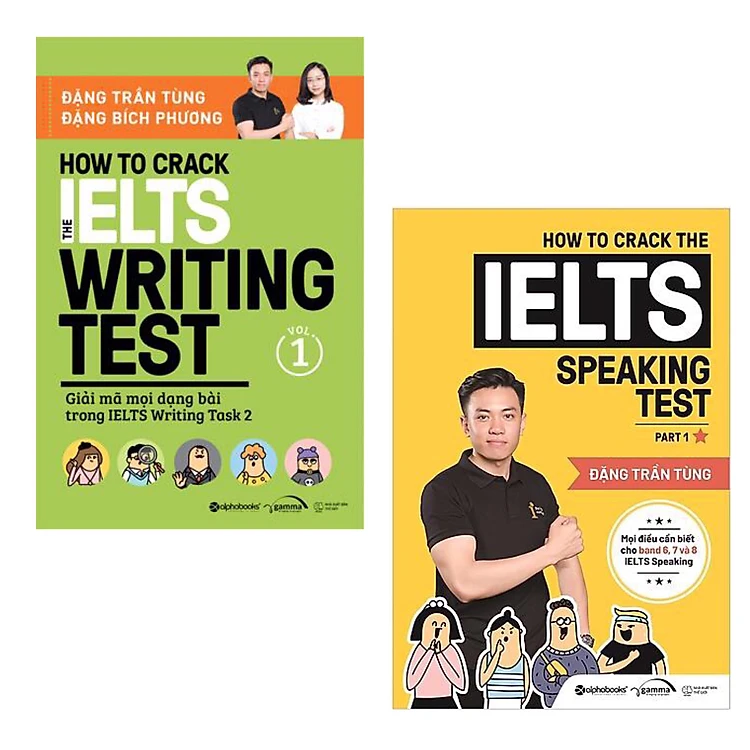 ĐẶNG TRẦN TÙNG
ĐẶNG BÍCH PHƯƠNG
HOW TO CRACK
THE IELTS
WRITING
TEST
VOL.
1
Giải mã mọi dạng bài
trong IELTS Writing Task 2
alphabooks
gamma
NHÀ XUẤT BẢN
THẾ GIỚI
HOW TO CRACK THE
IELTS
SPEAKING
TEST
PART 1
ĐẶNG TRẦN TÙNG
Mọi điều cần biết
cho band 6, 7 và 8
IELTS Speaking
alphabooks
gamma
NHÀ XUẤT BẢN
THẾ GIỚI